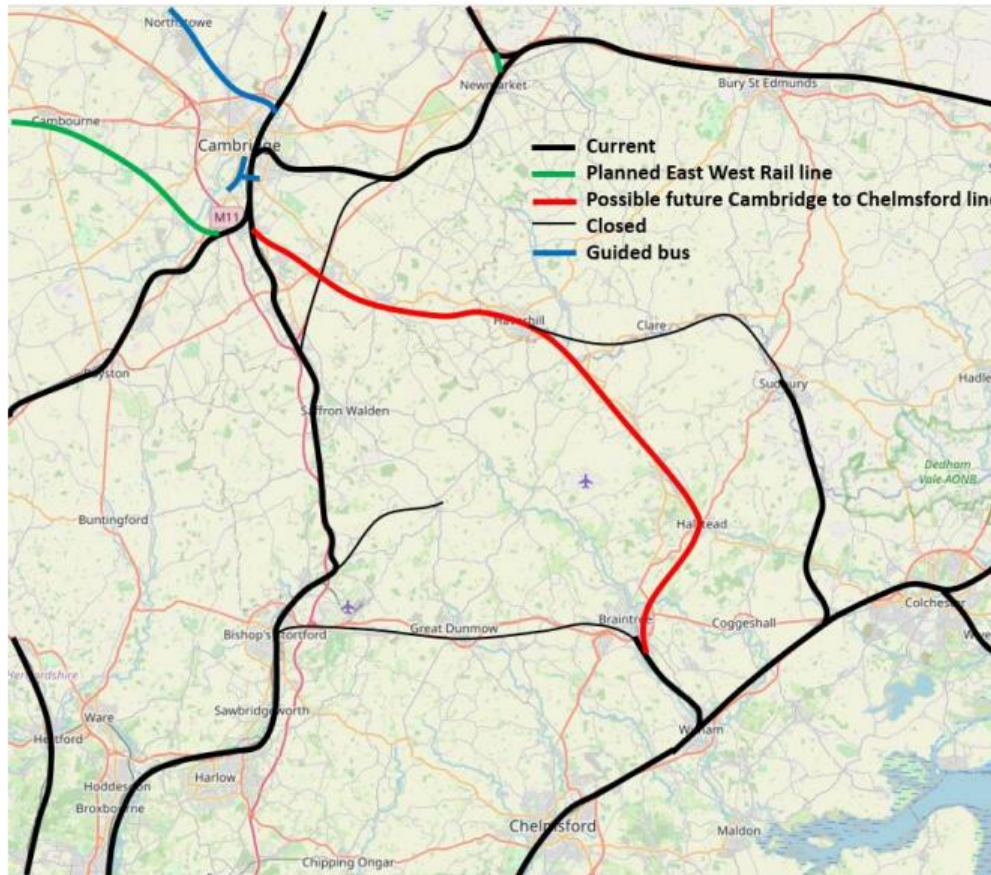 Northstowe
Newmarket
Bury St Edmunds
Cambourne
Cambridge
Current
Planned East West Rail line
M11
Possible future Cambridge to Chelmsford line
Closed
Guided bus
Haverhill
Clare
Royston
Sudbury
Saffron Walden
Dedham
Vale AONB
Buntingford
Halstead
Colchester
Braintree
Coggeshall
Great Dunmow
Bishop's Stortford
Sawbridgeworth
Ware
Hertford
Witham
Harlow
Hoddesdon
Broxbourne
Chelmsford
Maldon
Chipping Ongar